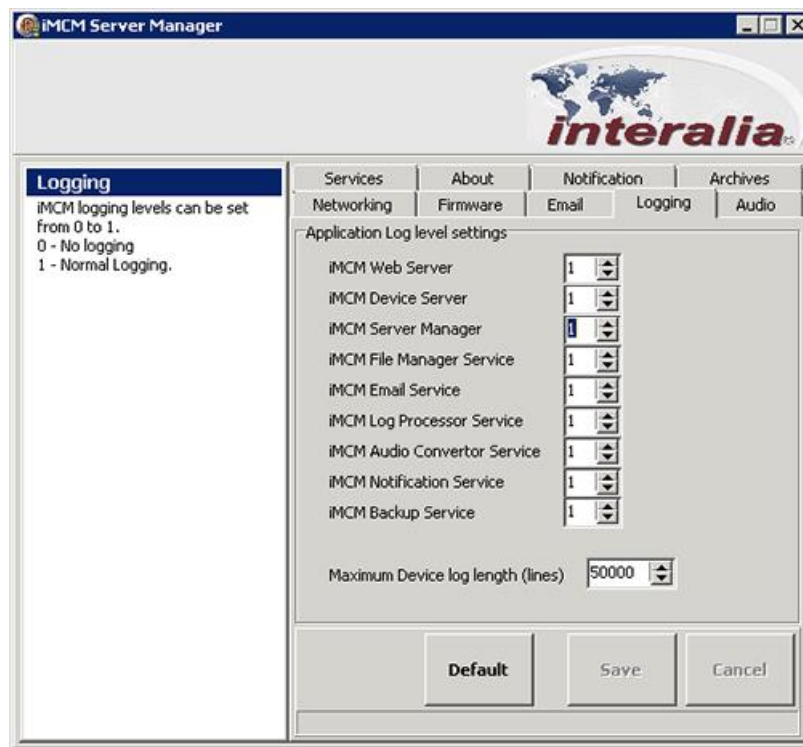 iMCM Server Manager
interalia
Logging
iMCM logging levels can be set
from 0 to 1.
0 - No logging
1 - Normal Logging.
Services About Notification Archives
Networking Firmware Email Logging Audio
Application Log level settings
iMCM Web Server 1
iMCM Device Server 1
iMCM Server Manager 1
iMCM File Manager Service 1
iMCM Email Service 1
iMCM Log Processor Service 1
iMCM Audio Convertor Service 1
iMCM Notification Service 1
iMCM Backup Service 1
Maximum Device log length (lines) 50000
Default Save Cancel